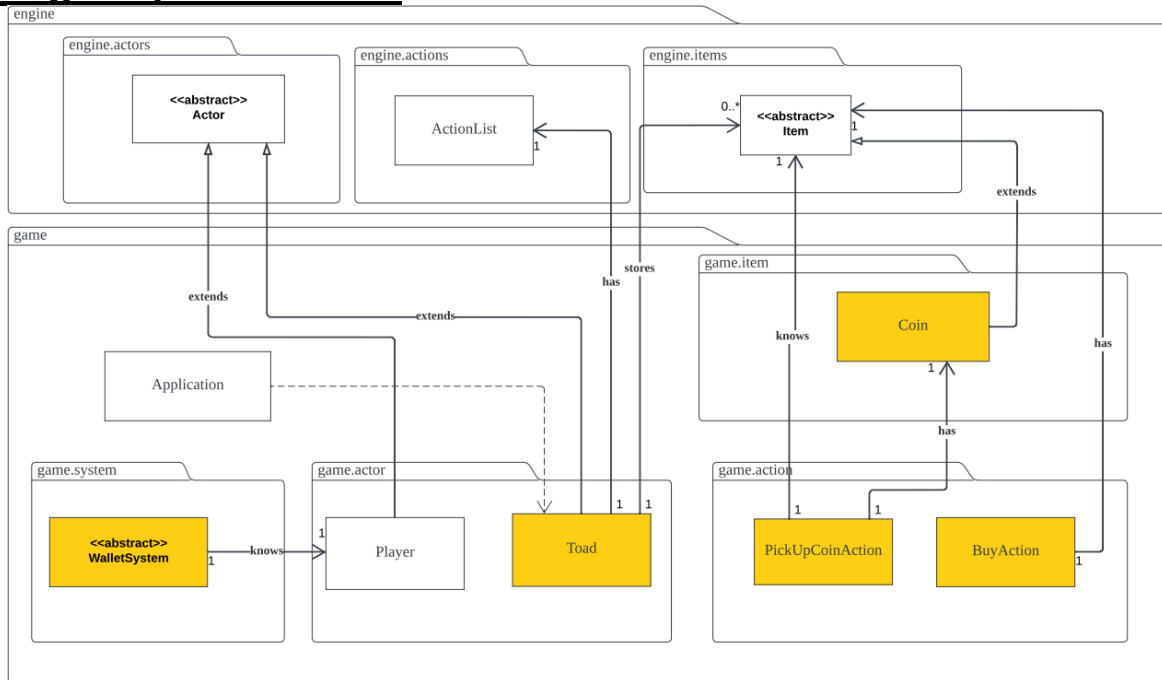 engine
engine.actors
engine.actions
engine.items
<<abstract>>
Actor
ActionList
1
0..*
<<abstract>>
Item
1
1
extends
game
game.item
stores
has
extends
extends
Coin
knows
has
1
Application
has
game.system
game.actor
game.action
1
1
1
1
<<abstract>>
WalletSystem
1
knows
1
Player
Toad
PickUpCoinAction
BuyAction
1